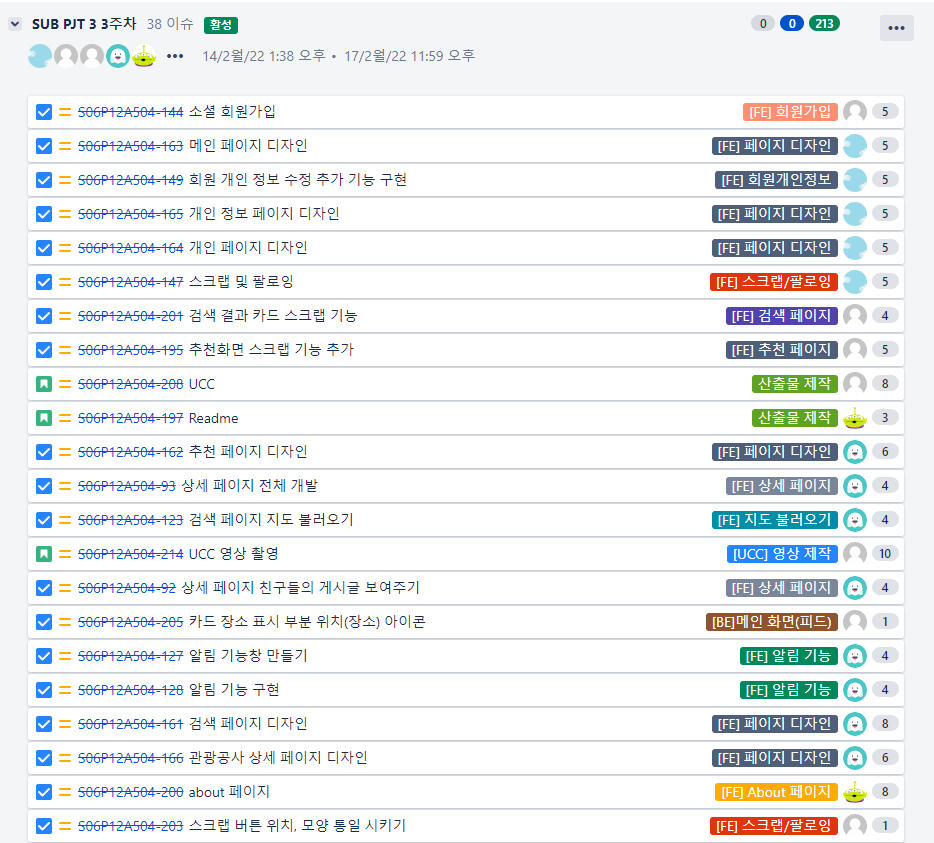 SUB PJT 3 3주차 38 이슈 활성 0 0 213 •••
••• 14/2월/22 1:38 오후 • 17/2월/22 11:59 오후
S06P12A504-144 소셜 회원가입 [FE] 회원가입 5
S06P12A504-163 메인 페이지 디자인 [FE] 페이지 디자인 5
S06P12A504-149 회원 개인 정보 수정 추가 기능 구현 [FE] 회원개인정보 5
S06P12A504-165 개인 정보 페이지 디자인 [FE] 페이지 디자인 5
S06P12A504-164 개인 페이지 디자인 [FE] 페이지 디자인 5
S06P12A504-147 스크랩 및 팔로잉 [FE] 스크랩/팔로잉 5
S06P12A504-201 검색 결과 카드 스크랩 기능 [FE] 검색 페이지 4
S06P12A504-195 추천화면 스크랩 기능 추가 [FE] 추천 페이지 5
S06P12A504-208 UCC 산출물 제작 8
S06P12A504-197 Readme 산출물 제작 3
S06P12A504-162 추천 페이지 디자인 [FE] 페이지 디자인 6
S06P12A504-93 상세 페이지 전체 개발 [FE] 상세 페이지 4
S06P12A504-123 검색 페이지 지도 불러오기 [FE] 지도 불러오기 4
S06P12A504-214 UCC 영상 촬영 [UCC] 영상 제작 10
S06P12A504-92 상세 페이지 친구들의 게시글 보여주기 [FE] 상세 페이지 4
S06P12A504-205 카드 장소 표시 부분 위치(장소) 아이콘 [BE]메인 화면(피드) 1
S06P12A504-127 알림 기능창 만들기 [FE] 알림 기능 4
S06P12A504-128 알림 기능 구현 [FE] 알림 기능 4
S06P12A504-161 검색 페이지 디자인 [FE] 페이지 디자인 8
S06P12A504-166 관광공사 상세 페이지 디자인 [FE] 페이지 디자인 6
S06P12A504-200 about 페이지 [FE] About 페이지 8
S06P12A504-203 스크랩 버튼 위치, 모양 통일 시키기 [FE] 스크랩/팔로잉 1